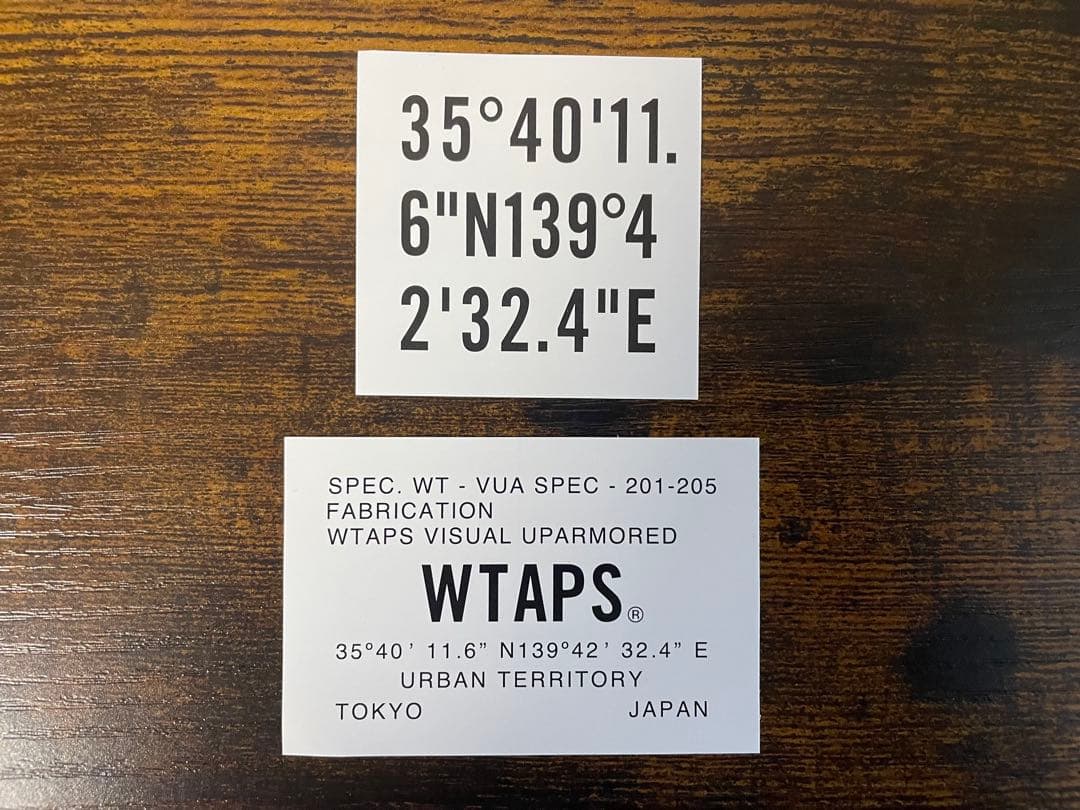 35°40'11.
6"N139°4
2'32.4"E
SPEC. WT - VUA SPEC - 201-205
FABRICATION
WTAPS VISUAL UPARMORED
WTAPS®
35°40’ 11.6” N139°42’ 32.4” E
URBAN TERRITORY
TOKYO JAPAN